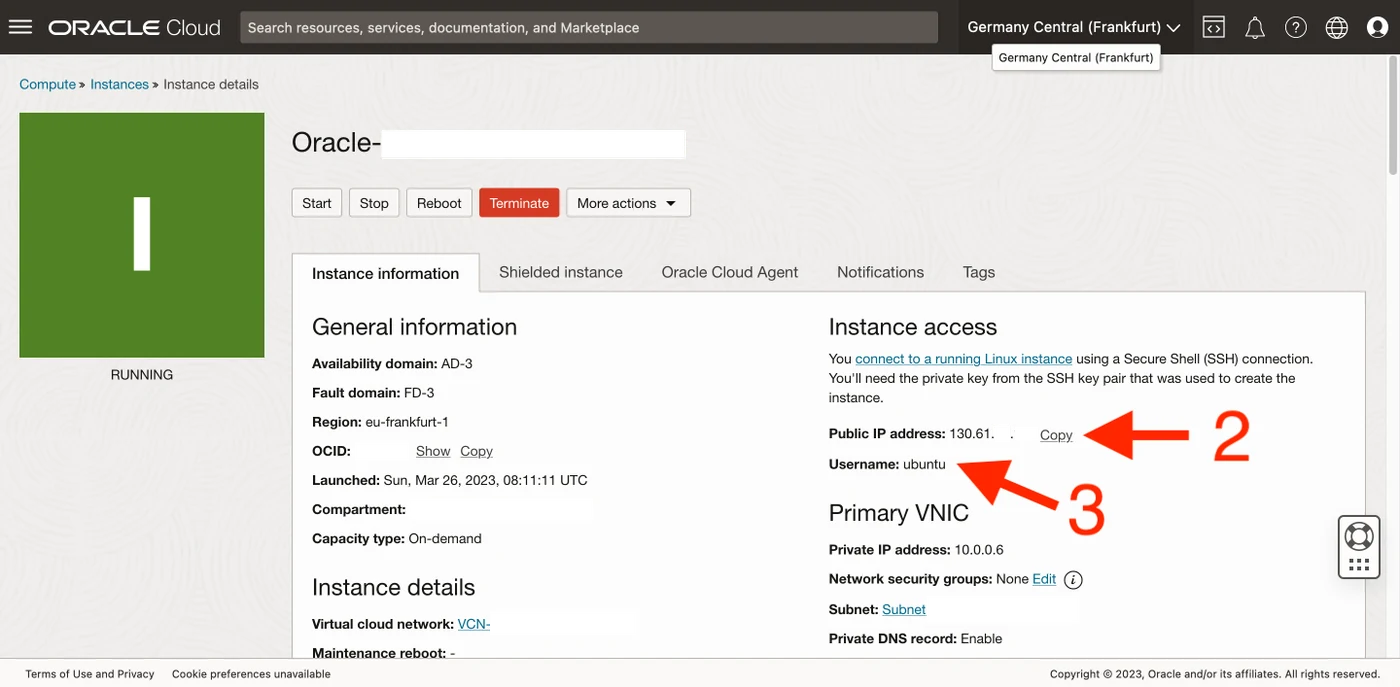 ORACLE Cloud
Search resources, services, documentation, and Marketplace
Germany Central (Frankfurt)
Germany Central (Frankfurt)
Compute » Instances » Instance details
I
RUNNING
Oracle-
Start
Stop
Reboot
Terminate
More actions
Instance information
Shielded instance
Oracle Cloud Agent
Notifications
Tags
General information
Availability domain: AD-3
Fault domain: FD-3
Region: eu-frankfurt-1
OCID: Show Copy
Launched: Sun, Mar 26, 2023, 08:11:11 UTC
Compartment:
Capacity type: On-demand
Instance details
Virtual cloud network: VCN-
Maintenance reboot: -
Instance access
You connect to a running Linux instance using a Secure Shell (SSH) connection.
You'll need the private key from the SSH key pair that was used to create the
instance.
Public IP address: 130.61. . Copy
2
Username: ubuntu
3
Primary VNIC
Private IP address: 10.0.0.6
Network security groups: None Edit
Subnet: Subnet
Private DNS record: Enable
Terms of Use and Privacy
Cookie preferences unavailable
Copyright © 2023, Oracle and/or its affiliates. All rights reserved.